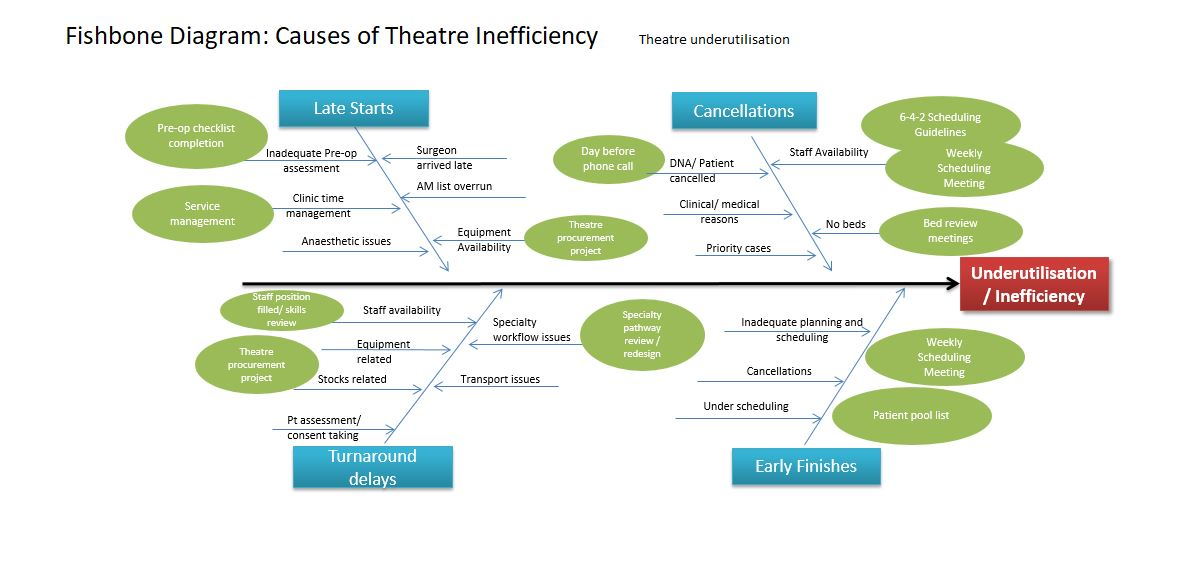 Fishbone Diagram: Causes of Theatre Inefficiency
Theatre underutilisation
Late Starts
Pre-op checklist
completion
Inadequate Pre-op
assessment
Surgeon
arrived late
AM list overrun
Service
management
Clinic time
management
Anaesthetic issues
Equipment
Availability
Theatre
procurement
project
Cancellations
6-4-2 Scheduling
Guidelines
Day before
phone call
DNA/ Patient
cancelled
Staff Availability
Weekly
Scheduling
Meeting
Clinical/ medical
reasons
No beds
Bed review
meetings
Priority cases
Underutilisation
/ Inefficiency
Staff position
filled/ skills
review
Staff availability
Specialty
workflow issues
Specialty
pathway
review /
redesign
Theatre
procurement
project
Equipment
related
Stocks related
Transport issues
Pt assessment/
consent taking
Turnaround
delays
Inadequate planning and
scheduling
Weekly
Scheduling
Meeting
Cancellations
Under scheduling
Patient pool list
Early Finishes